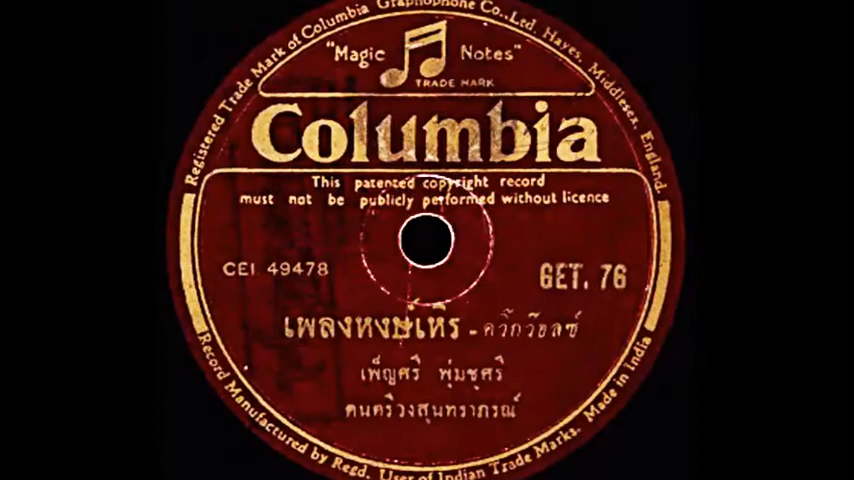 Registered Trade Mark of Columbia Graphophone Co., Ltd. Hayes, Middlesex, England.
"Magic Notes"
TRADE MARK
Columbia
This patented copyright record
must not be publicly performed without licence
CEI 49478
GET. 76
เพลงหงษ์เหิร - ควิ๊กว๊อลซ์
เพ็ญศรี พุ่มชูศรี
ดนตรีวงสุนทราภรณ์
Record Manufactured by Regd. User of Indian Trade Marks. Made in India